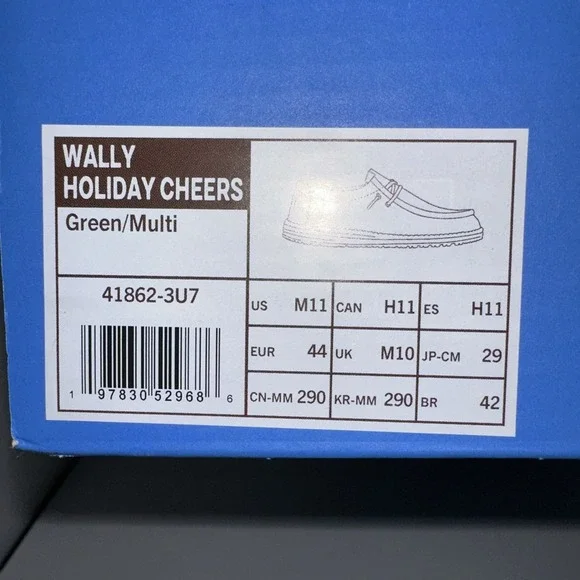 WALLY
HOLIDAY CHEERS
Green/Multi
41862-3U7
1 97830 52968 6
US M11 CAN H11 ES H11
EUR 44 UK M10 JP-CM 29
CN-MM 290 KR-MM 290 BR 42